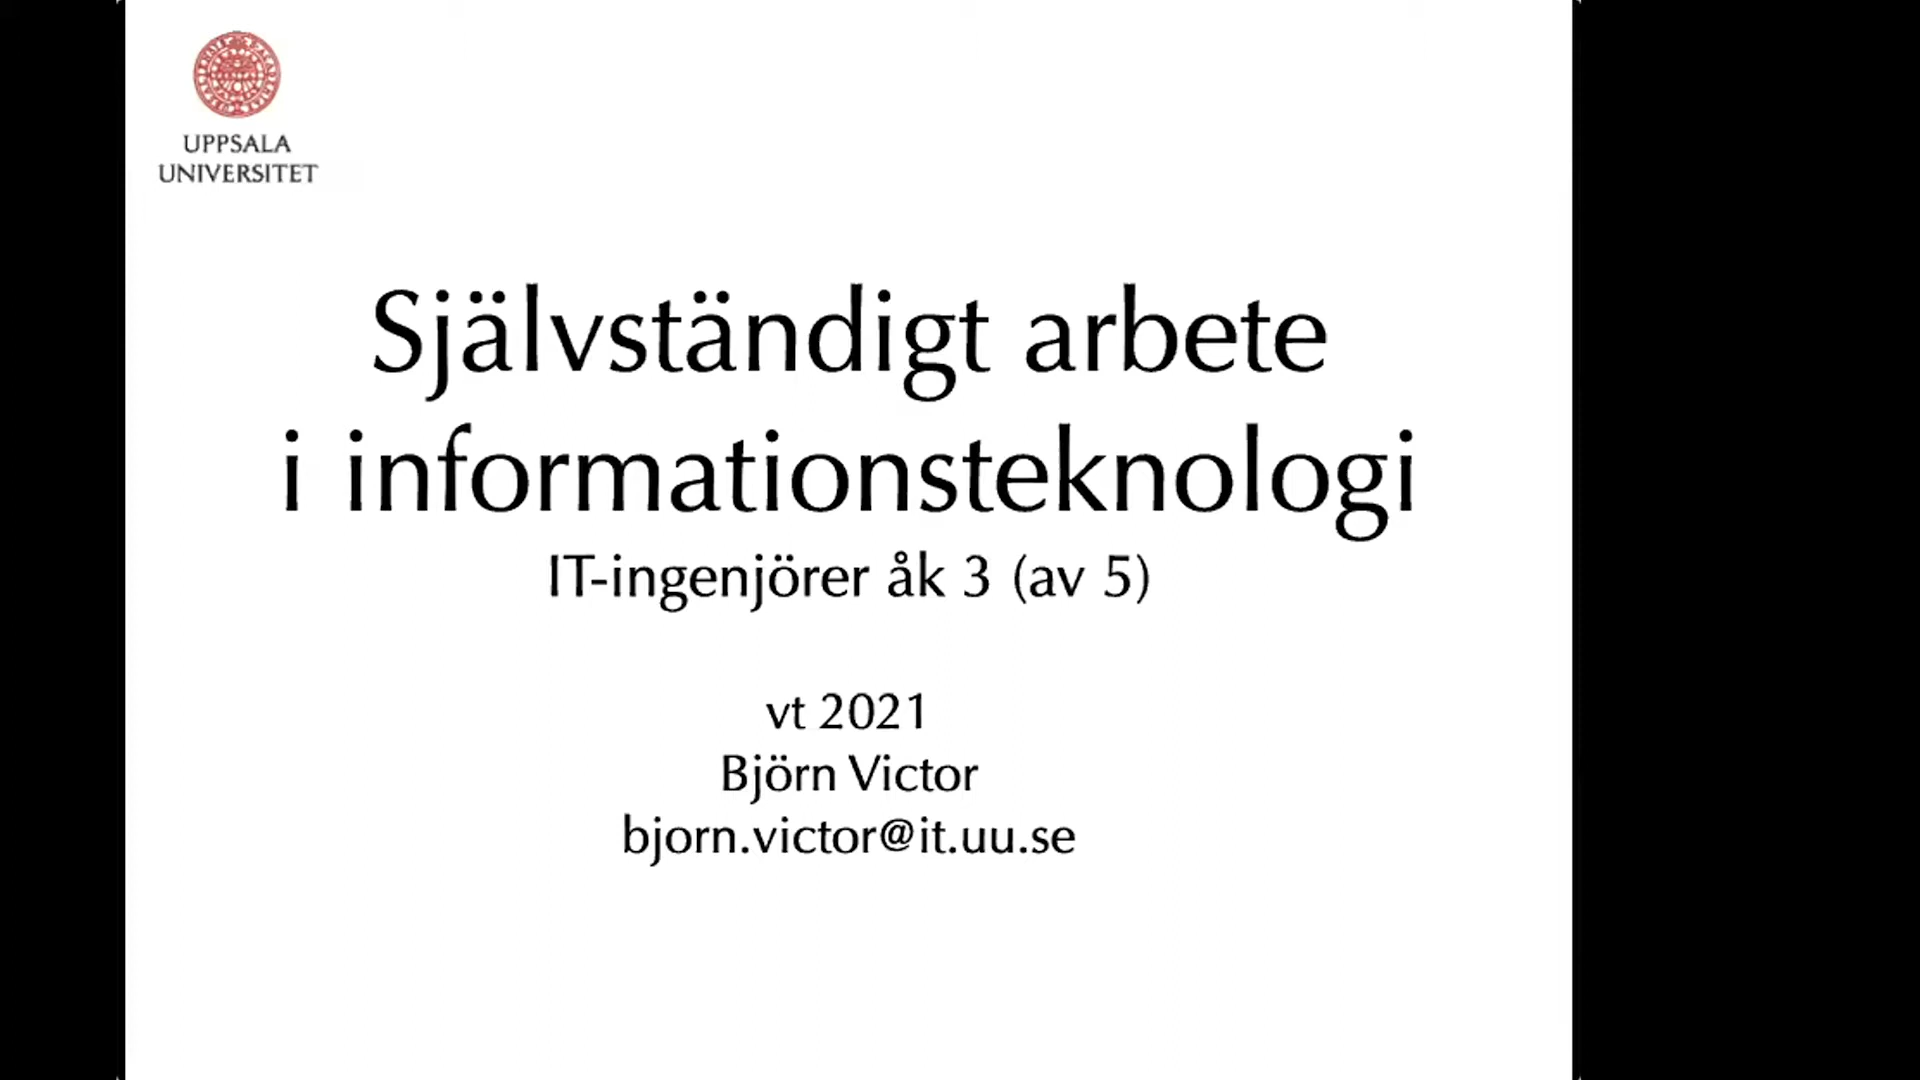 UPPSALA
UNIVERSITET
Självständigt arbete
i informationsteknologi
IT-ingenjörer åk 3 (av 5)
vt 2021
Björn Victor
bjorn.victor@it.uu.se